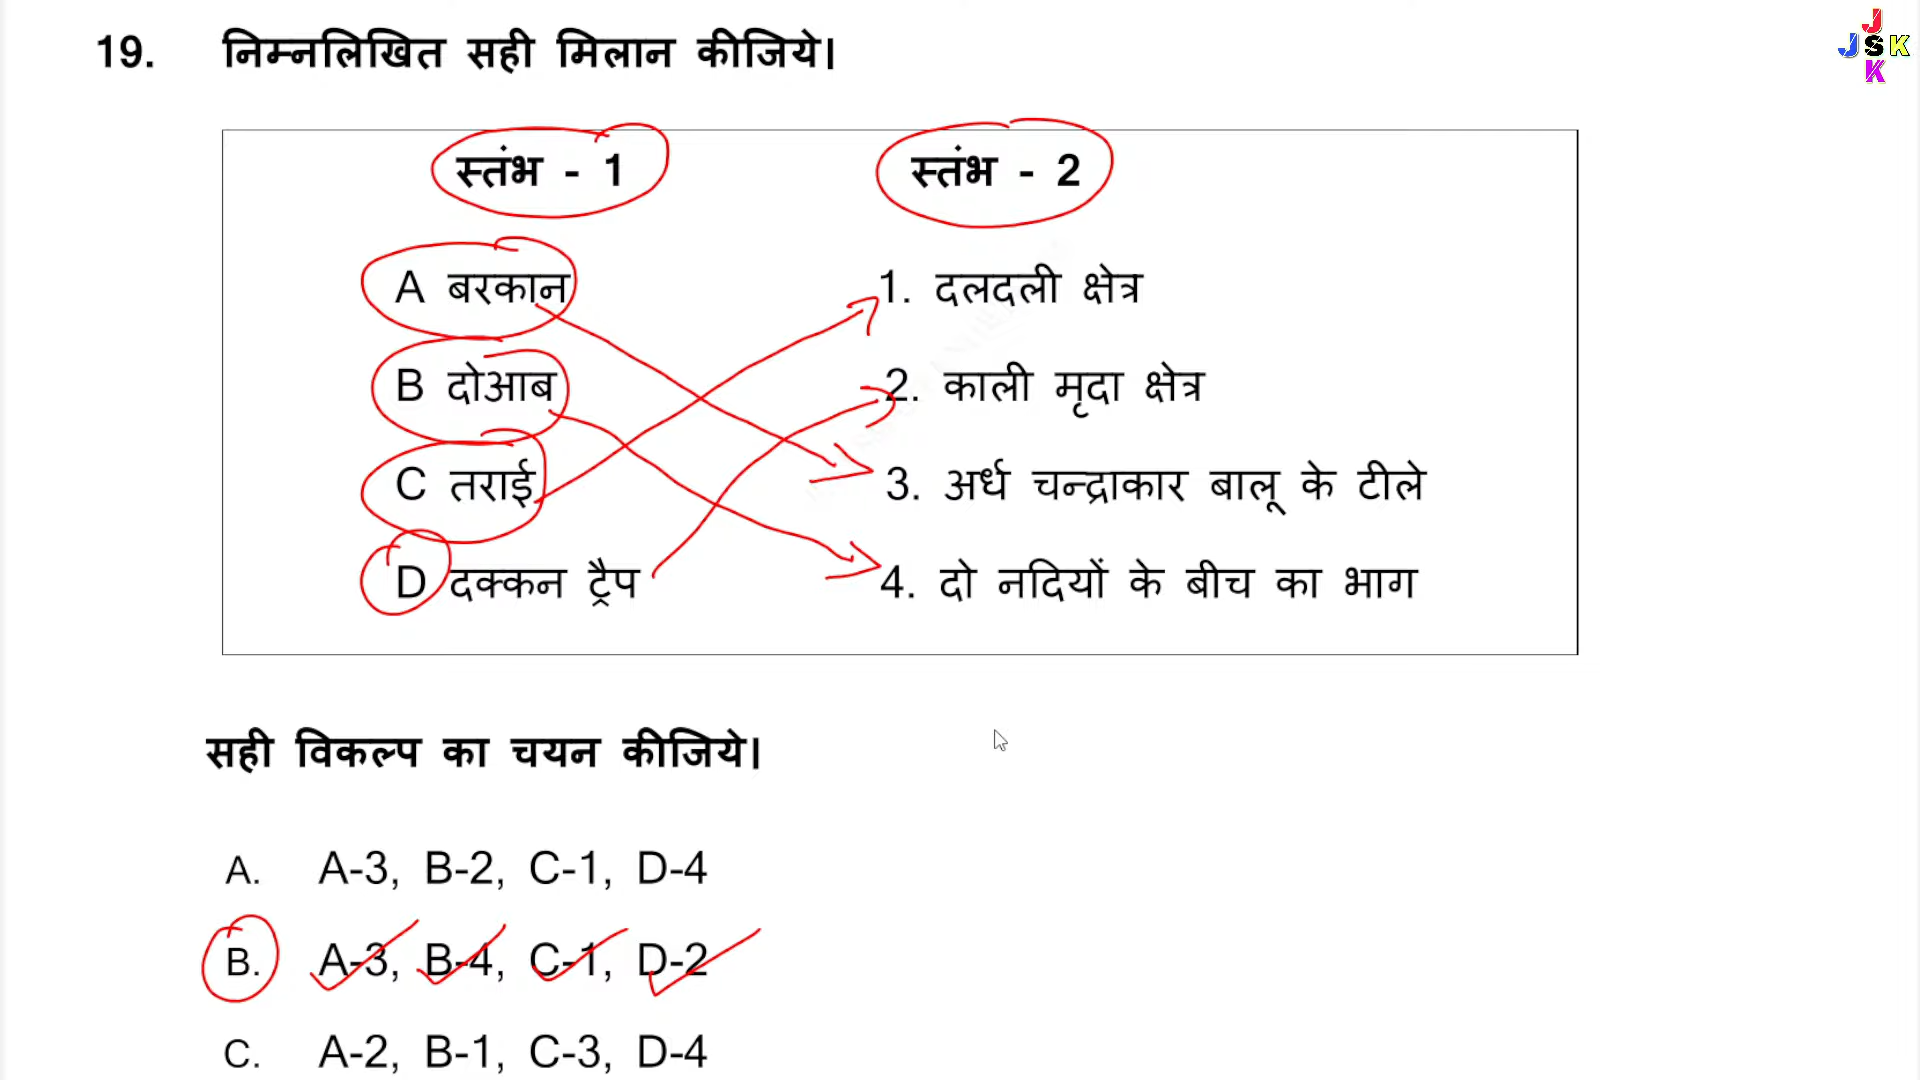 J
JSK
K
19. निम्नलिखित सही मिलान कीजिये।
स्तंभ - 1 स्तंभ - 2
A बरकान 1. दलदली क्षेत्र
B दोआब 2. काली मृदा क्षेत्र
C तराई 3. अर्ध चन्द्राकार बालू के टीले
D दक्कन ट्रैप 4. दो नदियों के बीच का भाग
सही विकल्प का चयन कीजिये।
A. A-3, B-2, C-1, D-4
B. A-3, B-4, C-1, D-2
C. A-2, B-1, C-3, D-4